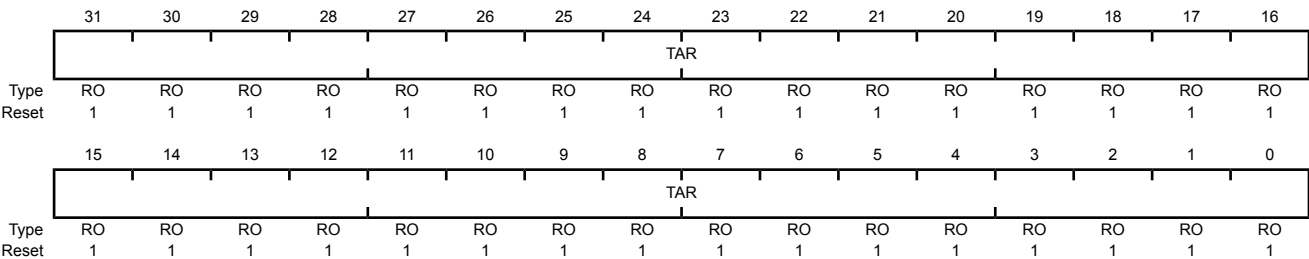 31 30 29 28 27 26 25 24 23 22 21 20 19 18 17 16
TAR
Type RO RO RO RO RO RO RO RO RO RO RO RO RO RO RO RO
Reset 1 1 1 1 1 1 1 1 1 1 1 1 1 1 1 1
15 14 13 12 11 10 9 8 7 6 5 4 3 2 1 0
TAR
Type RO RO RO RO RO RO RO RO RO RO RO RO RO RO RO RO
Reset 1 1 1 1 1 1 1 1 1 1 1 1 1 1 1 1